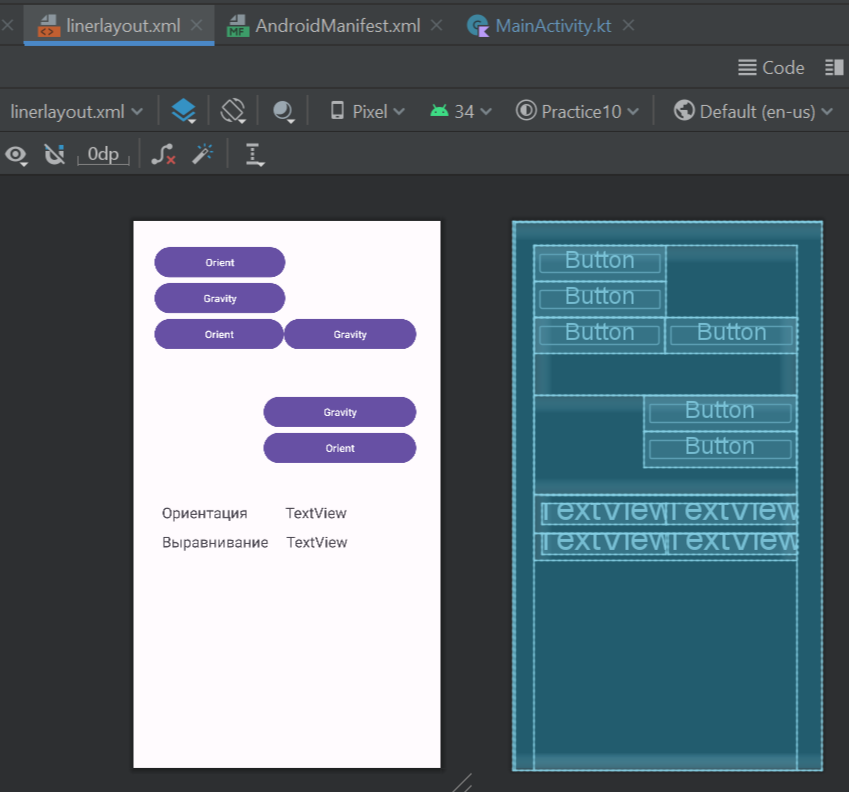 linerlayout.xml AndroidManifest.xml MainActivity.kt
Code
linerlayout.xml Pixel 34 Practice10 Default (en-us)
0dp
Orient
Gravity
Orient Gravity
Gravity
Orient
Ориентация TextView
Выравнивание TextView
Button
Button
Button Button
Button
Button
TextView TextView
TextView TextView